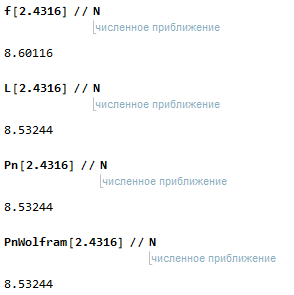 f[2.4316] // N
численное приближение
8.60116
L[2.4316] // N
численное приближение
8.53244
Pn[2.4316] // N
численное приближение
8.53244
PnWolfram[2.4316] // N
численное приближение
8.53244